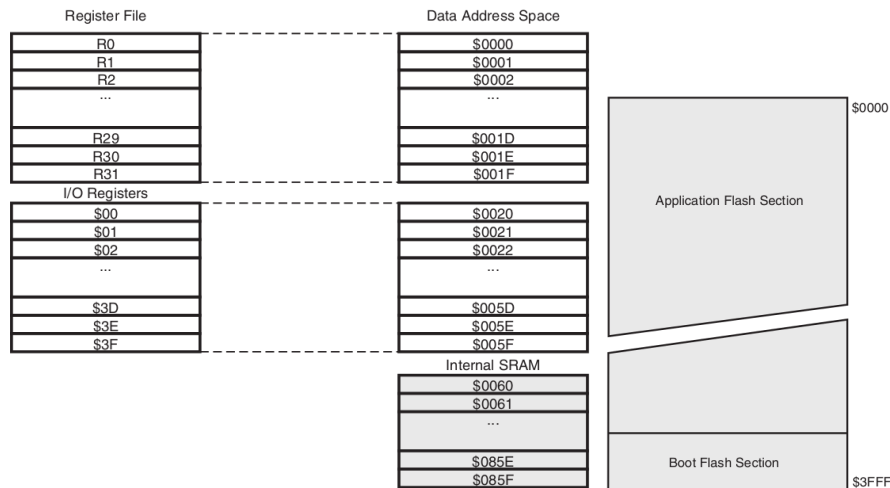 Register File
R0
R1
R2
...
R29
R30
R31
I/O Registers
$00
$01
$02
...
$3D
$3E
$3F
Data Address Space
$0000
$0001
$0002
...
$001D
$001E
$001F
$0020
$0021
$0022
...
$005D
$005E
$005F
Internal SRAM
$0060
$0061
...
$085E
$085F
$0000
Application Flash Section
Boot Flash Section
$3FFF